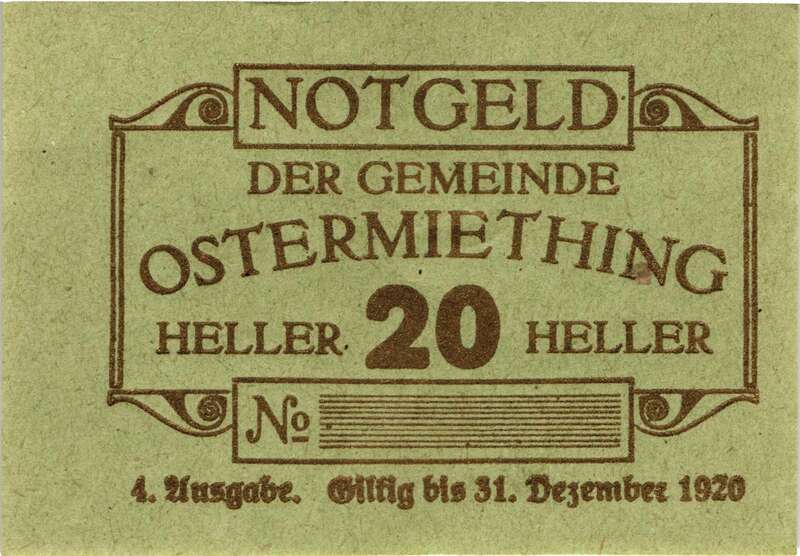 NOTGELD
DER GEMEINDE
OSTERMIETHING
HELLER 20 HELLER
No
4. Ausgabe. Giltig bis 31. Dezember 1920